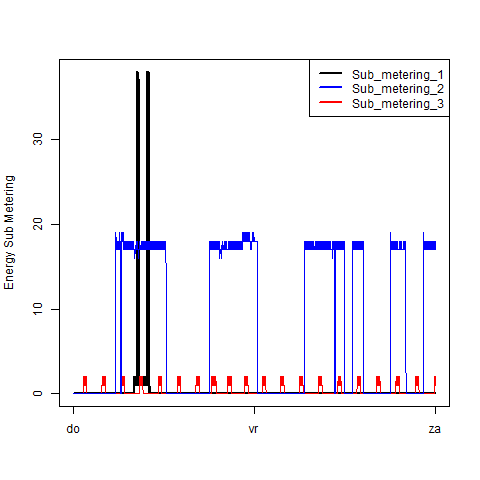 Sub_metering_1
Sub_metering_2
Sub_metering_3
Energy Sub Metering
30
20
10
0
do vr za